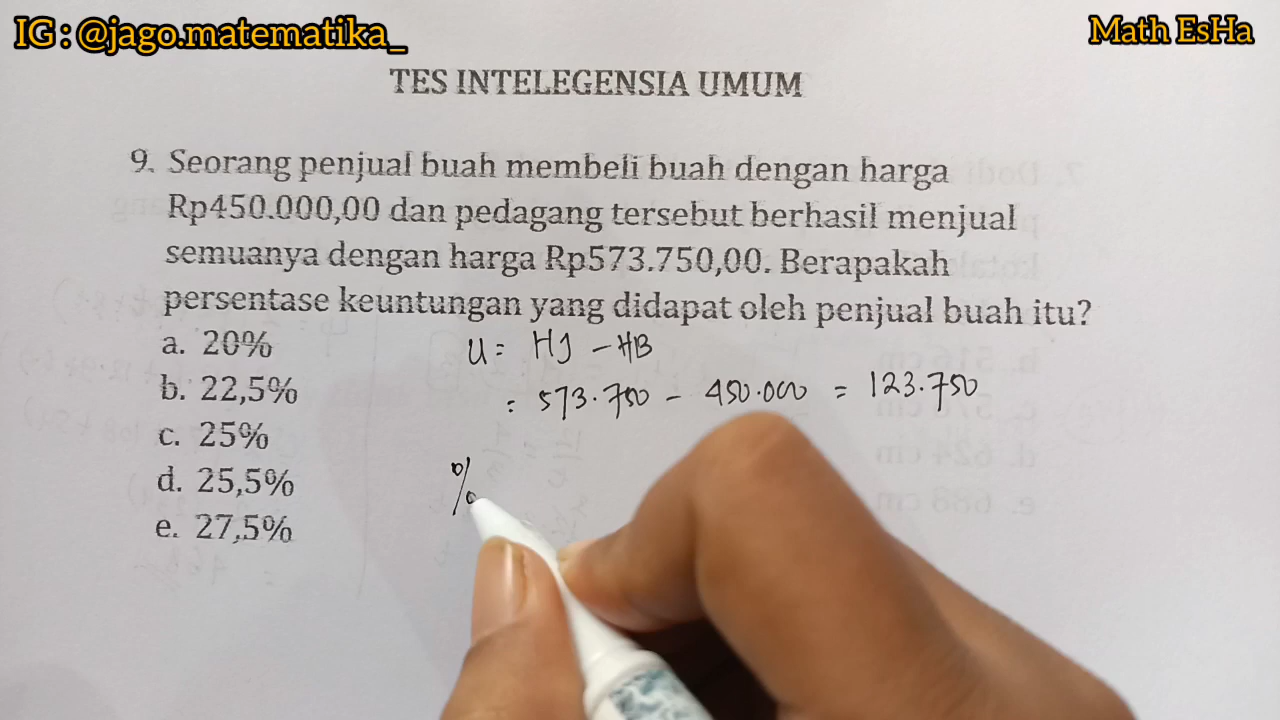 IG : @jago.matematika_
Math EsHa
TES INTELEGENSIA UMUM
9. Seorang penjual buah membeli buah dengan harga
Rp450.000,00 dan pedagang tersebut berhasil menjual
semuanya dengan harga Rp573.750,00. Berapakah
persentase keuntungan yang didapat oleh penjual buah itu?
a. 20%
b. 22,5%
c. 25%
d. 25,5%
e. 27,5%
U = HJ - HB
= 573.750 - 450.000 = 123.750
%